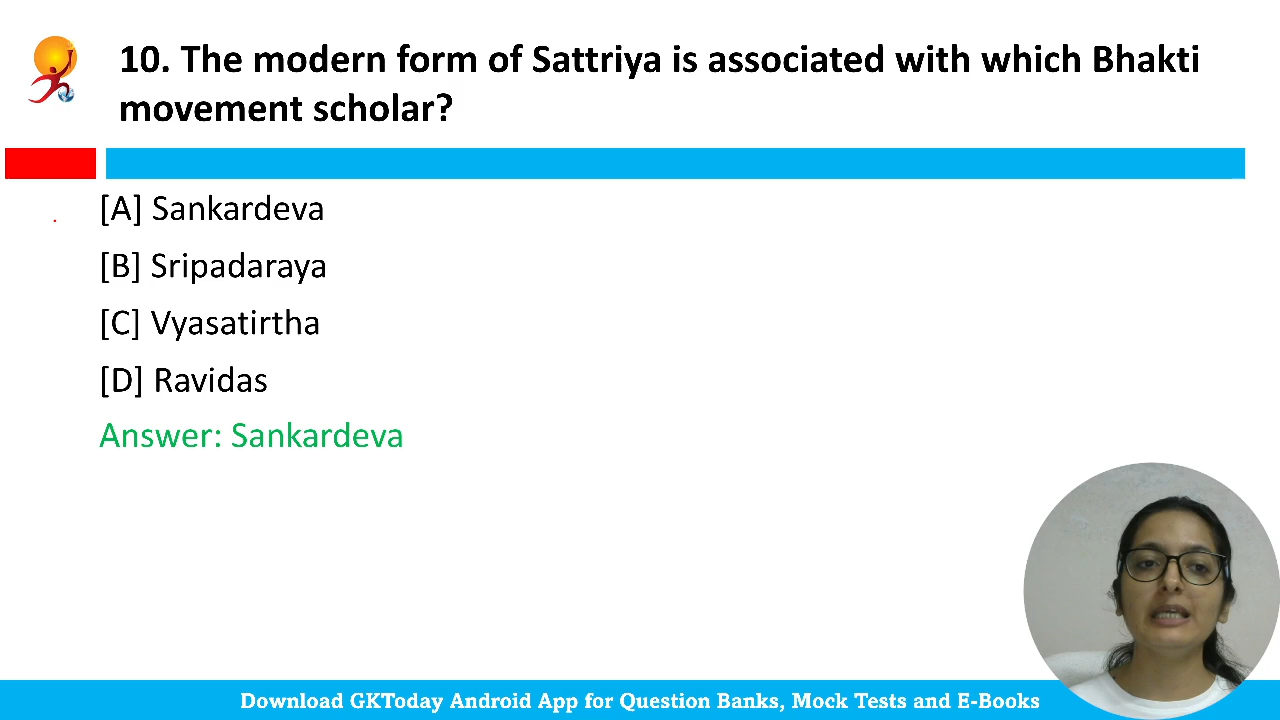 10. The modern form of Sattriya is associated with which Bhakti
movement scholar?
[A] Sankardeva
[B] Sripadaraya
[C] Vyasatirtha
[D] Ravidas
Answer: Sankardeva
Download GKToday Android App for Question Banks, Mock Tests and E-Books